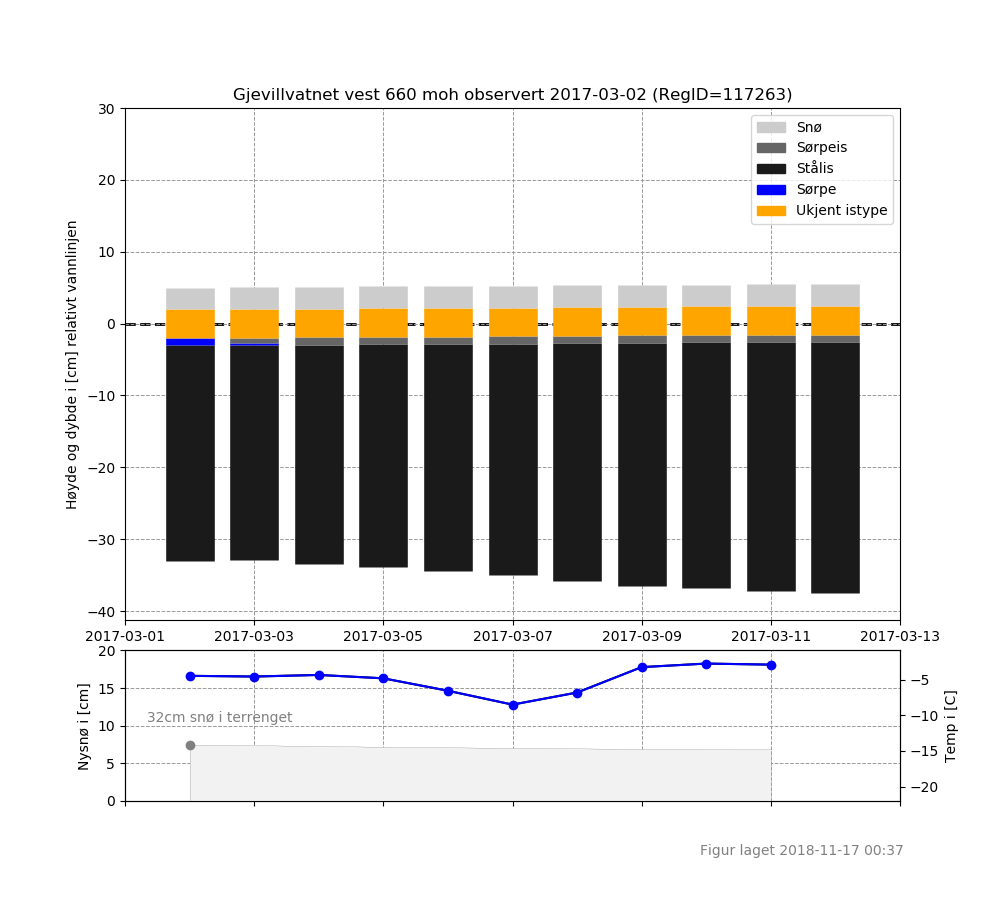 Gjevillvatnet vest 660 moh observert 2017-03-02 (RegID=117263)
Høyde og dybde i [cm] relativt vannlinjen
30
20
10
0
−10
−20
−30
−40
Snø
Sørpeis
Stålis
Sørpe
Ukjent istype
2017-03-01 2017-03-03 2017-03-05 2017-03-07 2017-03-09 2017-03-11 2017-03-13
Nysnø i [cm]
20
15
10
5
0
32cm snø i terrenget
−5
−10
−15
−20
Temp i [C]
Figur laget 2018-11-17 00:37